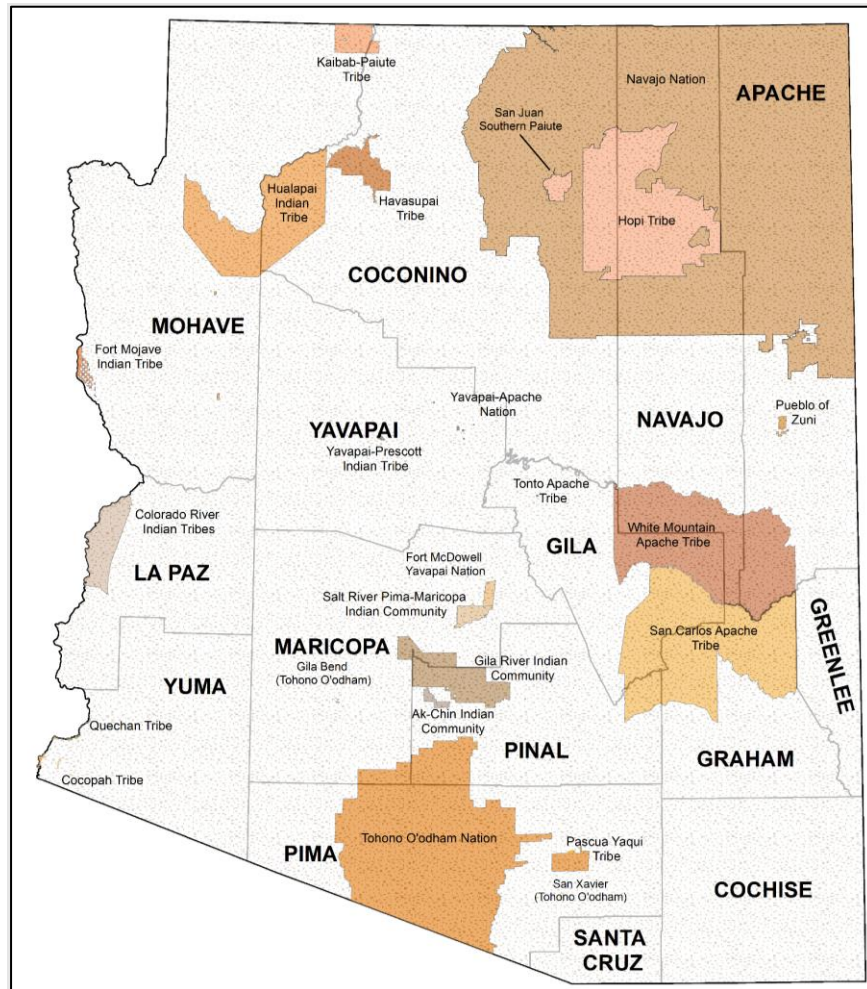 Kaibab-Paiute
Tribe
Navajo Nation
APACHE
San Juan
Southern Paiute
Hualapai
Indian
Tribe
Havasupai
Tribe
Hopi Tribe
COCONINO
MOHAVE
Fort Mojave
Indian Tribe
Yavapai-Apache
Nation
Pueblo of
Zuni
NAVAJO
YAVAPAI
Yavapai-Prescott
Indian Tribe
Tonto Apache
Tribe
Colorado River
Indian Tribes
White Mountain
Apache Tribe
GILA
LA PAZ
Fort McDowell
Yavapai Nation
Salt River Pima-Maricopa
Indian Community
GREENLEE
San Carlos Apache
Tribe
MARICOPA
Gila Bend
(Tohono O'odham)
Gila River Indian
Community
YUMA
Ak-Chin Indian
Community
Quechan Tribe
PINAL
GRAHAM
Cocopah Tribe
Tohono O'odham Nation
Pascua Yaqui
Tribe
PIMA
San Xavier
(Tohono O'odham)
COCHISE
SANTA
CRUZ